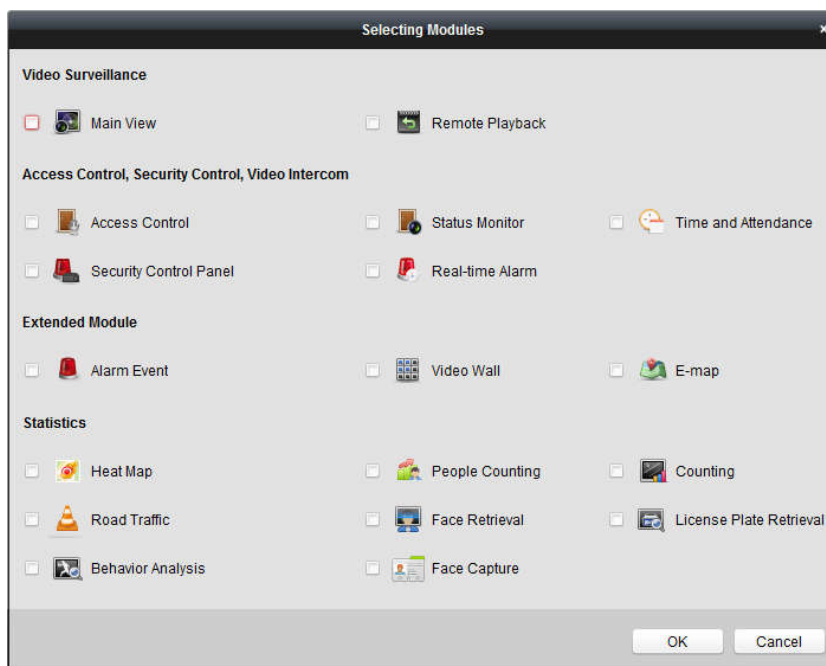 Selecting Modules
Video Surveillance
Main View Remote Playback
Access Control, Security Control, Video Intercom
Access Control Status Monitor Time and Attendance
Security Control Panel Real-time Alarm
Extended Module
Alarm Event Video Wall E-map
Statistics
Heat Map People Counting Counting
Road Traffic Face Retrieval License Plate Retrieval
Behavior Analysis Face Capture
OK Cancel